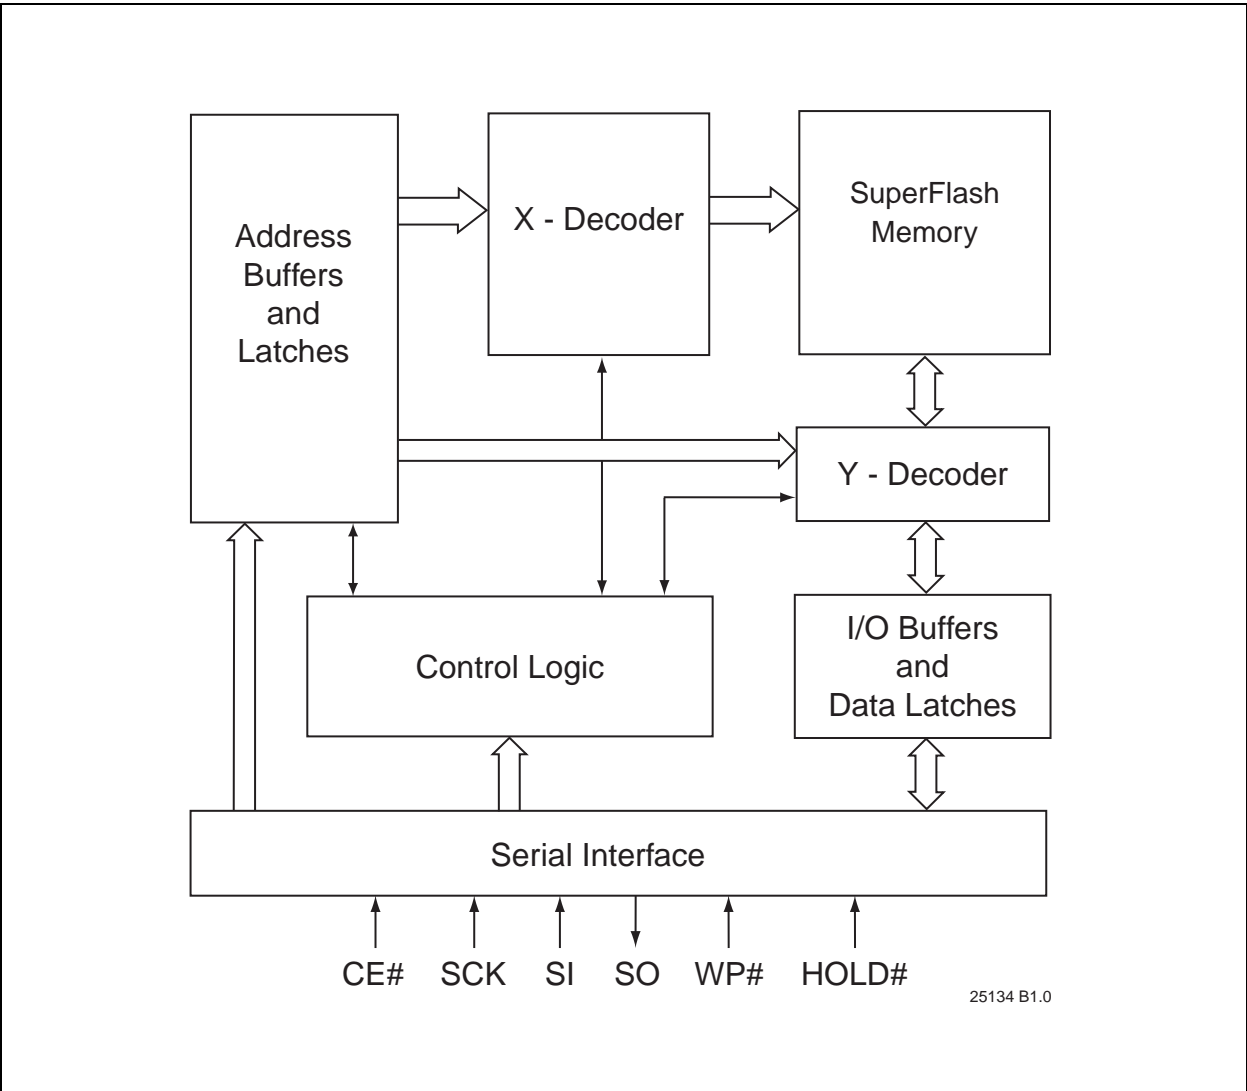 Address
Buffers
and
Latches
X - Decoder
SuperFlash
Memory
Y - Decoder
Control Logic
I/O Buffers
and
Data Latches
Serial Interface
CE# SCK SI SO WP# HOLD#
25134 B1.0